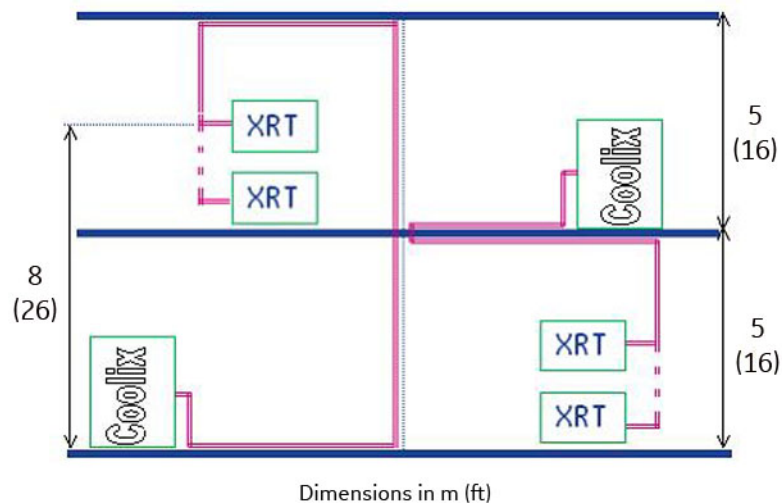 XRT
XRT
Coolix
5
(16)
8
(26)
Coolix
XRT
XRT
5
(16)
Dimensions in m (ft)